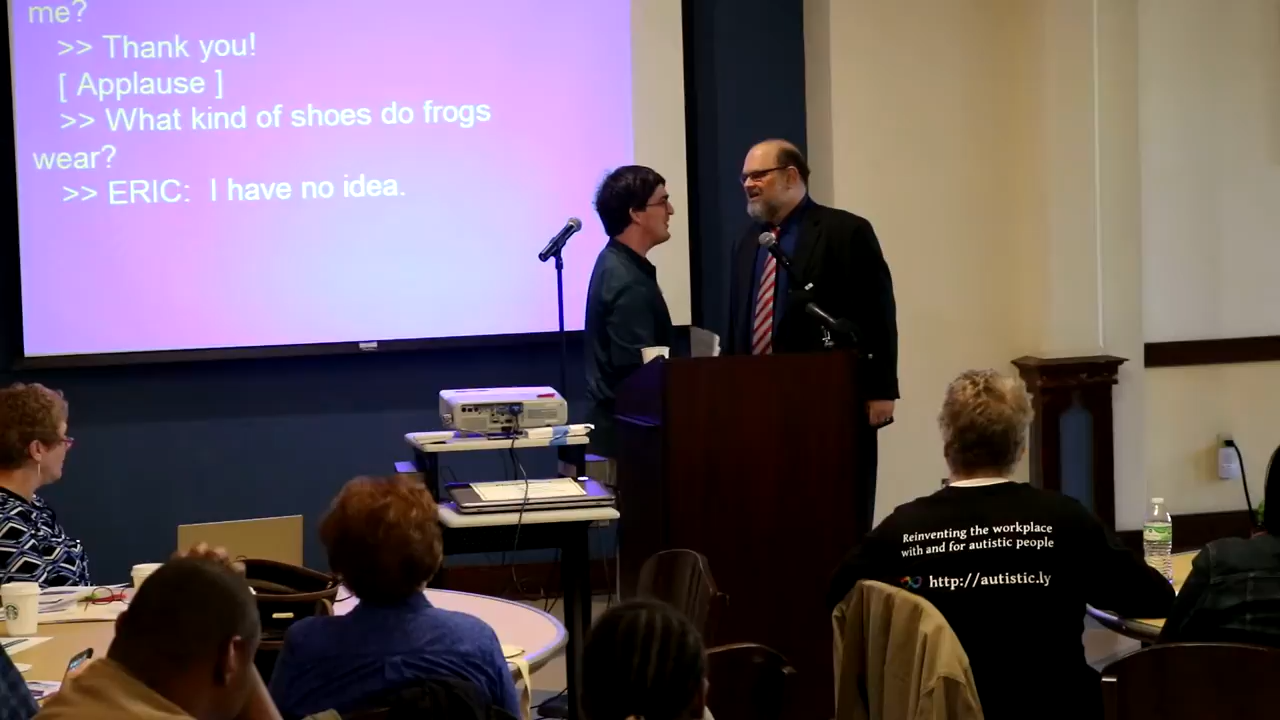 me?
>> Thank you!
[ Applause ]
>> What kind of shoes do frogs
wear?
>> ERIC: I have no idea.
Reinventing the workplace
with and for autistic people
http://autistic.ly